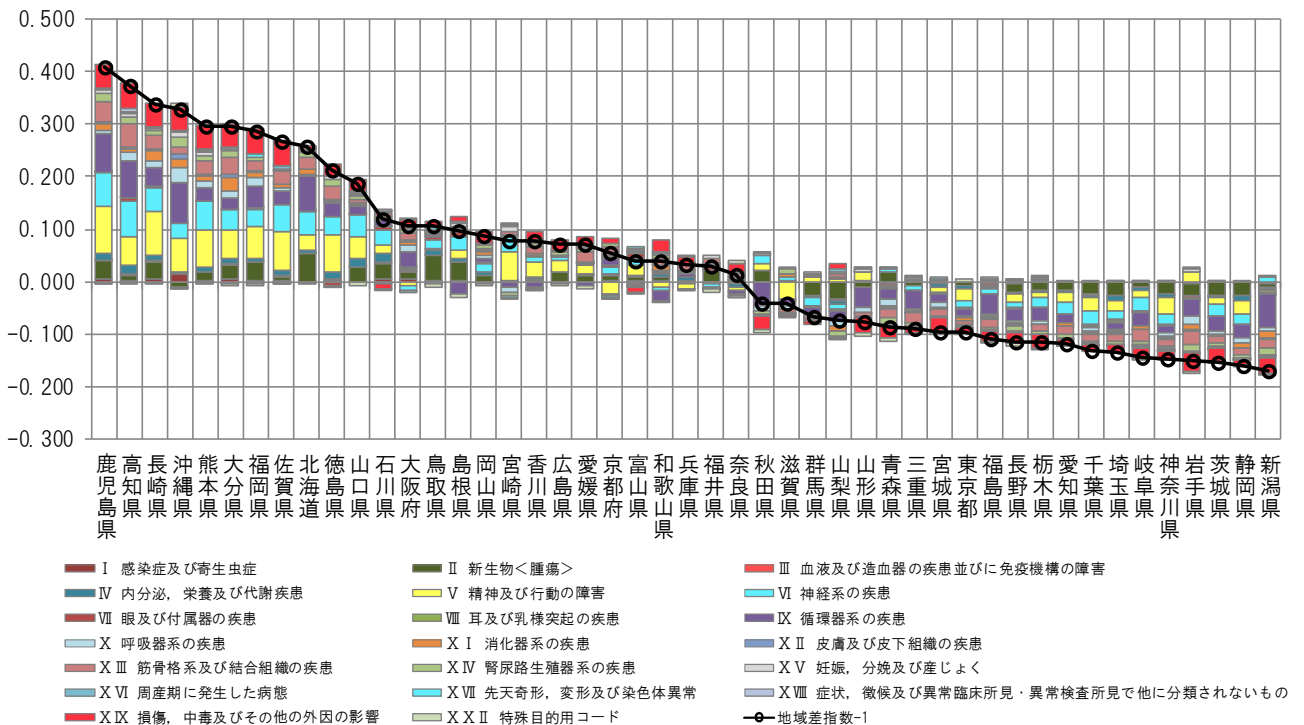 0.500
0.400
0.300
0.200
0.100
0.000
-0.100
-0.200
-0.300
鹿児島県 高知県 長崎県 沖縄県 熊本県 大分県 福岡県 佐賀県 北海道 徳島県 山口県 石川県 大阪府 鳥取県 島根県 岡山県 宮崎県 香川県 広島県 愛媛県 京都府 富山県 和歌山県 兵庫県 福井県 奈良県 秋田県 滋賀県 群馬県 山梨県 山形県 青森県 三重県 宮城県 東京都 福島県 長野県 栃木県 愛知県 千葉県 埼玉県 岐阜県 神奈川県 岩手県 茨城県 静岡県 新潟県
Ⅰ 感染症及び寄生虫症 Ⅱ 新生物＜腫瘍＞ Ⅲ 血液及び造血器の疾患並びに免疫機構の障害
Ⅳ 内分泌，栄養及び代謝疾患 Ⅴ 精神及び行動の障害 Ⅵ 神経系の疾患
Ⅶ 眼及び付属器の疾患 Ⅷ 耳及び乳様突起の疾患 Ⅸ 循環器系の疾患
Ⅹ 呼吸器系の疾患 ⅩⅠ 消化器系の疾患 ⅩⅡ 皮膚及び皮下組織の疾患
ⅩⅢ 筋骨格系及び結合組織の疾患 ⅩⅣ 腎尿路生殖器系の疾患 ⅩⅤ 妊娠，分娩及び産じょく
ⅩⅥ 周産期に発生した病態 ⅩⅦ 先天奇形，変形及び染色体異常 ⅩⅧ 症状，徴候及び異常臨床所見・異常検査所見で他に分類されないもの
ⅩⅨ 損傷，中毒及びその他の外因の影響 ⅩⅩⅡ 特殊目的用コード 地域差指数-1